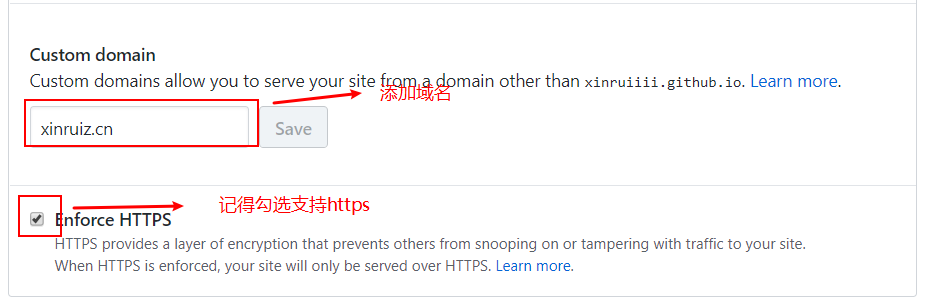 Custom domain
Custom domains allow you to serve your site from a domain other than xinruiiii.github.io. Learn more.
添加域名
xinruiz.cn
Save
记得勾选支持https
Enforce HTTPS
HTTPS provides a layer of encryption that prevents others from snooping on or tampering with traffic to your site.
When HTTPS is enforced, your site will only be served over HTTPS. Learn more.